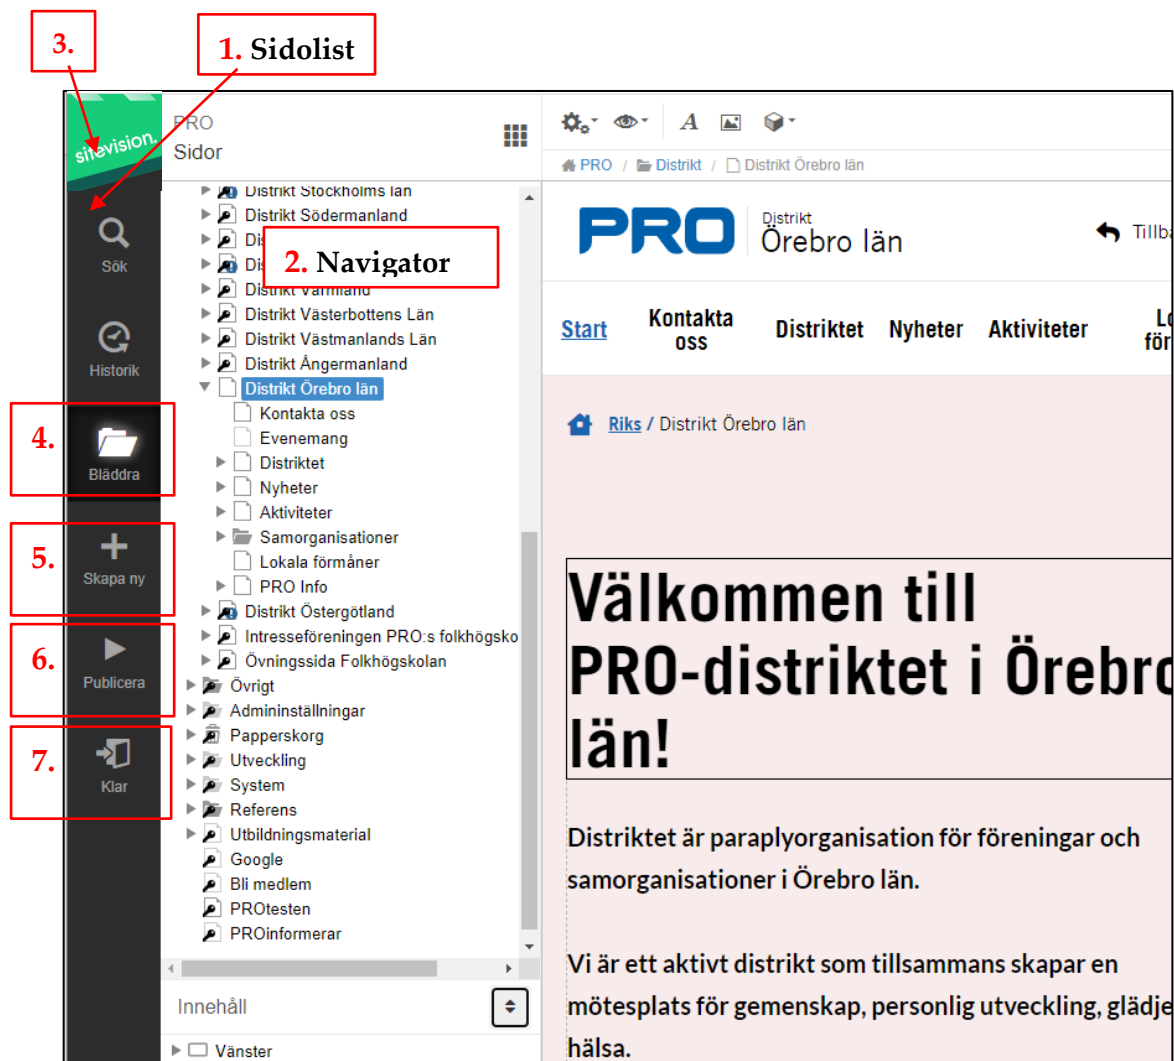 3.
1. Sidolist
sitevision.
PRO
Sidor
Sök
Historik
4.
Bläddra
5.
Skapa ny
6.
Publicera
7.
Klar
Distrikt Stockholms län
Distrikt Södermanland
Dis
Dis
2. Navigator
Distrikt Värmland
Distrikt Västerbottens Län
Distrikt Västmanlands Län
Distrikt Ångermanland
Distrikt Örebro län
Kontakta oss
Evenemang
Distriktet
Nyheter
Aktiviteter
Samorganisationer
Lokala förmåner
PRO Info
Distrikt Östergötland
Intresseföreningen PRO:s folkhögsko
Övningssida Folkhögskolan
Övrigt
Admininställningar
Papperskorg
Utveckling
System
Referens
Utbildningsmaterial
Google
Bli medlem
PROtesten
PROinformerar
Innehåll
Vänster
A
PRO / Distrikt / Distrikt Örebro län
PRO
Distrikt
Örebro län
Tillba
Start Kontakta oss Distriktet Nyheter Aktiviteter Lo
för
Riks / Distrikt Örebro län
Välkommen till
PRO-distriktet i Örebro
län!
Distriktet är paraplyorganisation för föreningar och
samorganisationer i Örebro län.
Vi är ett aktivt distrikt som tillsammans skapar en
mötesplats för gemenskap, personlig utveckling, glädje
hälsa.